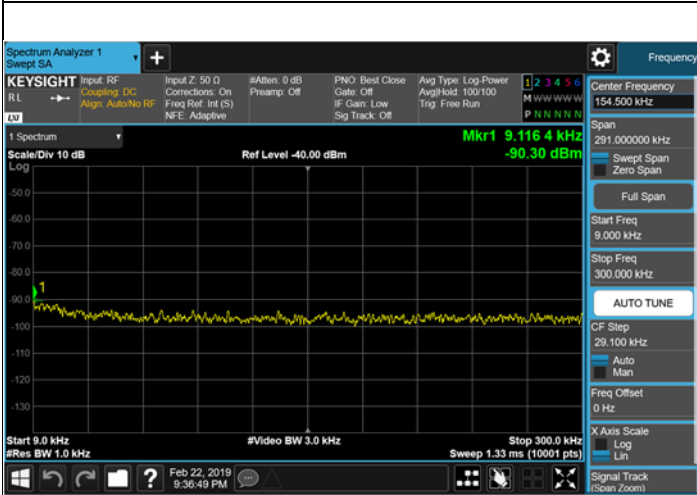 Spectrum Analyzer 1
Swept SA
+
Frequency
KEYSIGHT
RL
LXI
Input: RF
Coupling: DC
Align: Auto/No RF
Input Z: 50 Ω
Corrections: On
Freq Ref: Int (S)
NFE: Adaptive
#Atten: 0 dB
Preamp: Off
PNO: Best Close
Gate: Off
IF Gain: Low
Sig Track: Off
Avg Type: Log-Power
Avg|Hold: 100/100
Trig: Free Run
1 2 3 4 5 6
M W W W W W
P N N N N N
1 Spectrum
Scale/Div 10 dB
Log
Ref Level -40.00 dBm
Mkr1 9.116 4 kHz
-90.30 dBm
-50.0
-60.0
-70.0
-80.0
1
-90.0
-100
-110
-120
-130
Start 9.0 kHz
#Res BW 1.0 kHz
#Video BW 3.0 kHz
Stop 300.0 kHz
Sweep 1.33 ms (10001 pts)
Center Frequency
154.500 kHz
Span
291.000000 kHz
Swept Span
Zero Span
Full Span
Start Freq
9.000 kHz
Stop Freq
300.000 kHz
AUTO TUNE
CF Step
29.100 kHz
Auto
Man
Freq Offset
0 Hz
X Axis Scale
Log
Lin
Signal Track
(Span Zoom)
?
Feb 22, 2019
9:36:49 PM